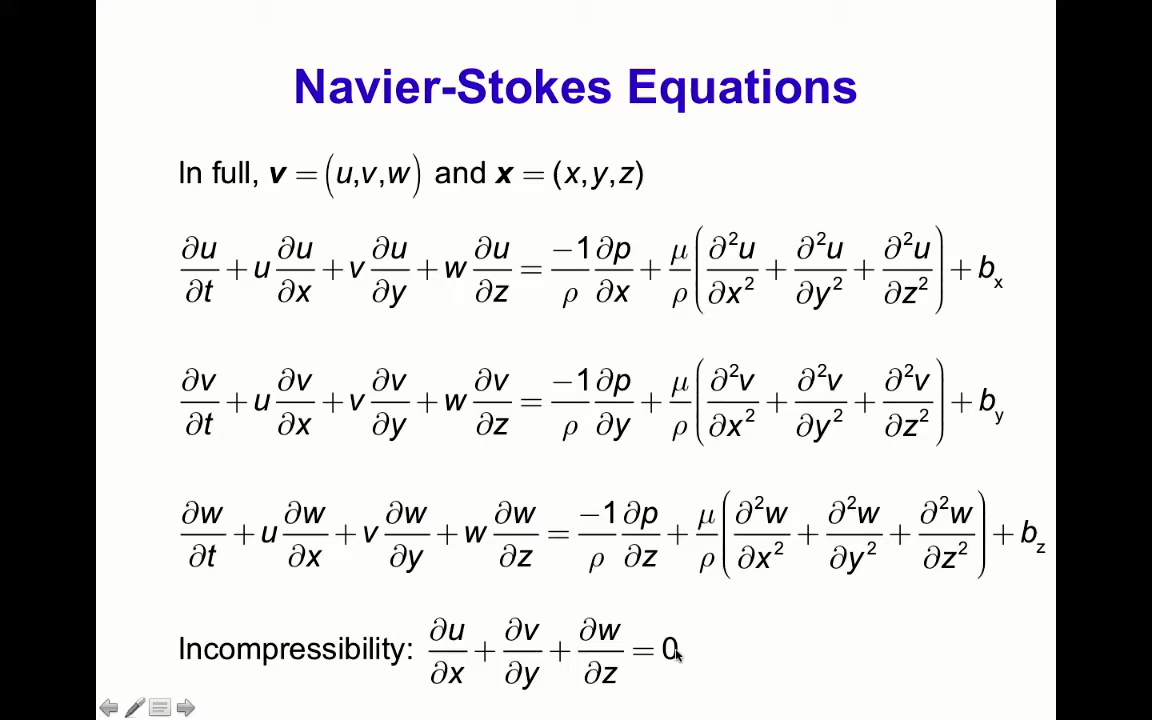 Navier-Stokes Equations
In full, v = (u,v,w) and x = (x,y,z)
∂u/∂t + u ∂u/∂x + v ∂u/∂y + w ∂u/∂z = −1/ρ ∂p/∂x + μ/ρ (∂²u/∂x² + ∂²u/∂y² + ∂²u/∂z²) + bₓ
∂v/∂t + u ∂v/∂x + v ∂v/∂y + w ∂v/∂z = −1/ρ ∂p/∂y + μ/ρ (∂²v/∂x² + ∂²v/∂y² + ∂²v/∂z²) + b_y
∂w/∂t + u ∂w/∂x + v ∂w/∂y + w ∂w/∂z = −1/ρ ∂p/∂z + μ/ρ (∂²w/∂x² + ∂²w/∂y² + ∂²w/∂z²) + b_z
Incompressibility: ∂u/∂x + ∂v/∂y + ∂w/∂z = 0